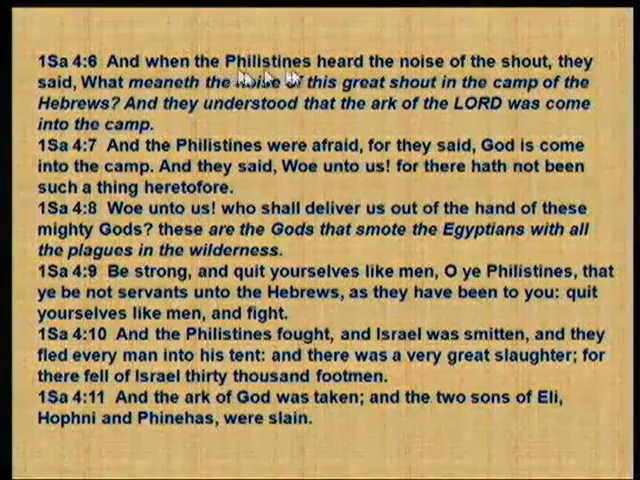 1Sa 4:6  And when the Philistines heard the noise of the shout, they
said, What meaneth the noise of this great shout in the camp of the
Hebrews? And they understood that the ark of the LORD was come
into the camp.
1Sa 4:7  And the Philistines were afraid, for they said, God is come
into the camp. And they said, Woe unto us! for there hath not been
such a thing heretofore.
1Sa 4:8  Woe unto us! who shall deliver us out of the hand of these
mighty Gods? these are the Gods that smote the Egyptians with all
the plagues in the wilderness.
1Sa 4:9  Be strong, and quit yourselves like men, O ye Philistines, that
ye be not servants unto the Hebrews, as they have been to you: quit
yourselves like men, and fight.
1Sa 4:10  And the Philistines fought, and Israel was smitten, and they
fled every man into his tent: and there was a very great slaughter; for
there fell of Israel thirty thousand footmen.
1Sa 4:11  And the ark of God was taken; and the two sons of Eli,
Hophni and Phinehas, were slain.